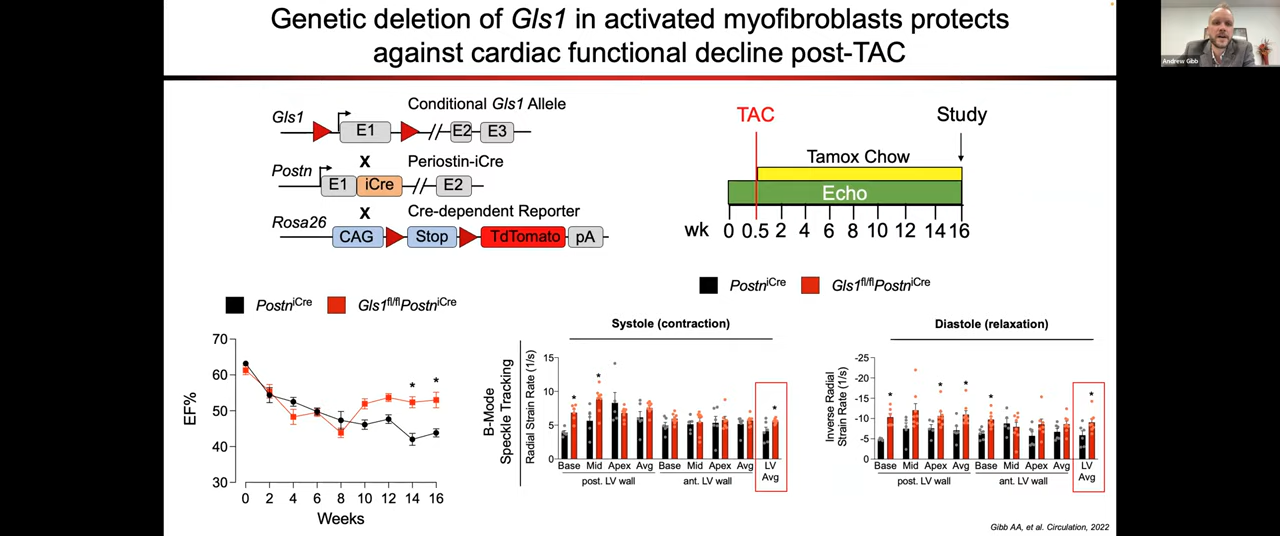 Genetic deletion of Gls1 in activated myofibroblasts protects
against cardiac functional decline post-TAC
Andrew Gibb
Gls1
Conditional Gls1 Allele
E1 // E2 E3
X
Postn
Periostin-iCre
E1 iCre // E2
X
Rosa26
Cre-dependent Reporter
CAG Stop TdTomato pA
TAC
Study
Tamox Chow
Echo
wk 0 0.5 2 4 6 8 10 12 14 16
PostniCre Gls1fl/flPostniCre
EF%
70
60
50
40
30
* *
0 2 4 6 8 10 12 14 16
Weeks
PostniCre Gls1fl/flPostniCre
B-Mode
Speckle Tracking
Systole (contraction)
Radial Strain Rate (1/s)
15
10
5
0
* * *
Base Mid Apex Avg Base Mid Apex Avg LV
Avg
post. LV wall ant. LV wall
Diastole (relaxation)
Inverse Radial
Strain Rate (1/s)
-25
-20
-15
-10
-5
0
* * * * *
Base Mid Apex Avg Base Mid Apex Avg LV
Avg
post. LV wall ant. LV wall
Gibb AA, et al. Circulation, 2022